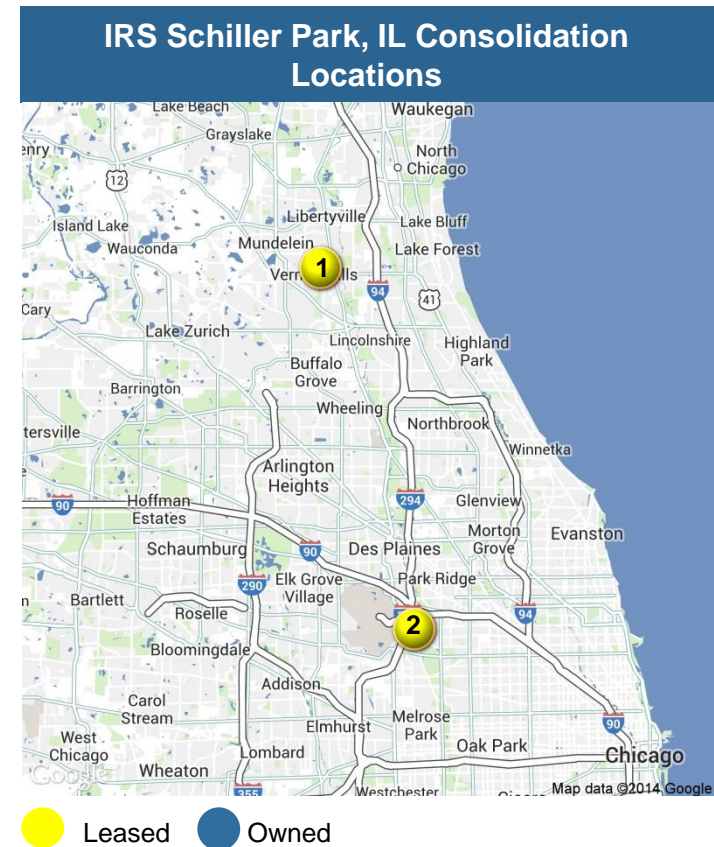 IRS Schiller Park, IL Consolidation
Locations
Lake Beach
Waukegan
Grayslake
North
Chicago
enry
12
Libertyville
Lake Bluff
Island Lake
Mundelein
Wauconda
Lake Forest
1
94
41
Cary
Lake Zurich
Lincolnshire
Highland
Park
Buffalo
Grove
Barrington
Wheeling
Northbrook
tersville
Winnetka
Arlington
Heights
294
Glenview
90
Hoffman
Estates
Morton
Grove
Evanston
Schaumburg
90
Des Plaines
290
Elk Grove
Village
Park Ridge
Bartlett
Roselle
94
2
Bloomingdale
Addison
Carol
Stream
Melrose
Park
90
Elmhurst
West
Chicago
Lombard
Oak Park
Chicago
Wheaton
Google
355
Westchester
Map data ©2014 Google
Leased Owned